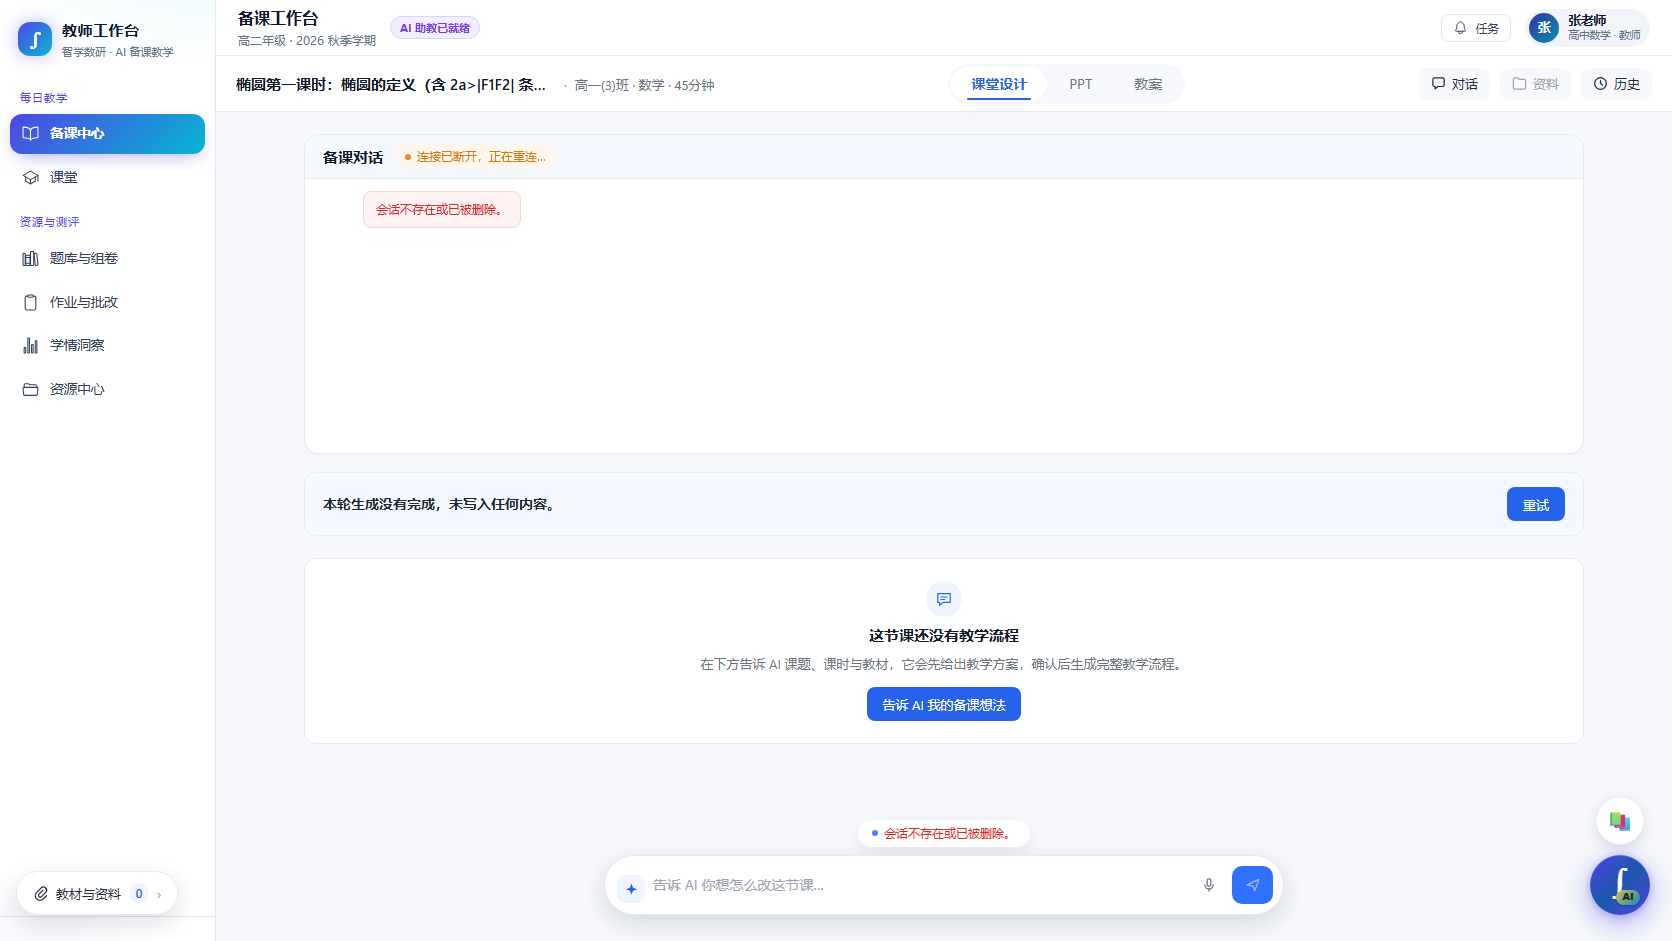 教师工作台
智学数研 · AI 备课教学
每日教学
备课中心
课堂
资源与测评
题库与组卷
作业与批改
学情洞察
资源中心
教材与资料 0 ›
备课工作台
高二年级 · 2026 秋季学期
AI 助教已就绪
任务
张
张老师
高中数学 · 教师
椭圆第一课时：椭圆的定义（含 2a>|F1F2| 条... · 高一(3)班 · 数学 · 45分钟
课堂设计
PPT
教案
对话
资料
历史
备课对话
连接已断开，正在重连...
会话不存在或已被删除。
本轮生成没有完成，未写入任何内容。
重试
这节课还没有教学流程
在下方告诉 AI 课题、课时与教材，它会先给出教学方案，确认后生成完整教学流程。
告诉 AI 我的备课想法
会话不存在或已被删除。
告诉 AI 你想怎么改这节课...
∫
AI